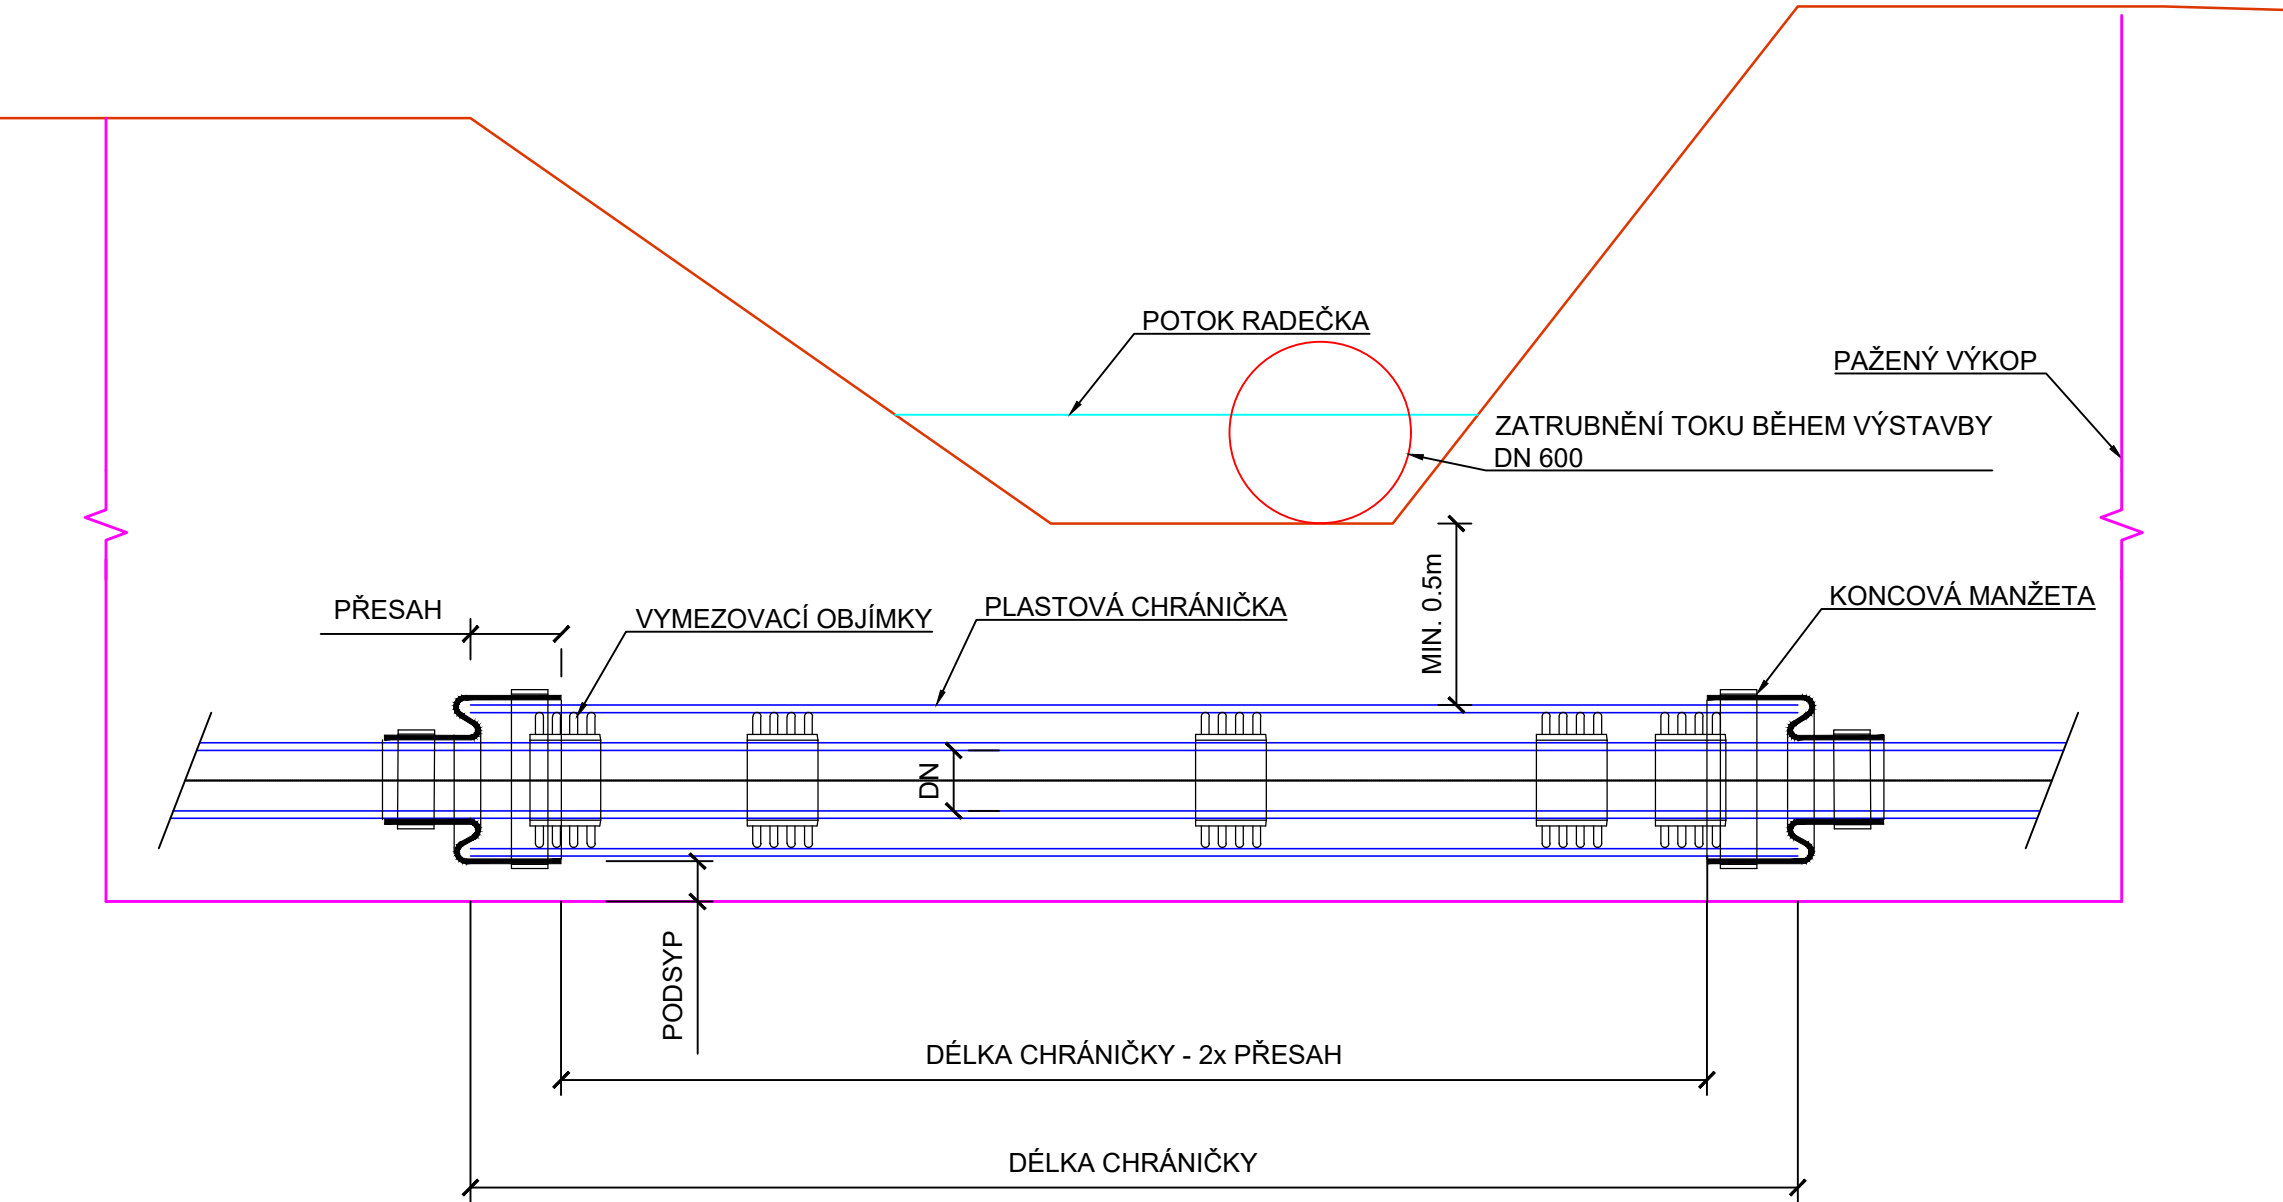 POTOK RADEČKA
PAŽENÝ VÝKOP
ZATRUBNĚNÍ TOKU BĚHEM VÝSTAVBY
DN 600
MIN. 0.5m
PŘESAH
VYMEZOVACÍ OBJÍMKY
PLASTOVÁ CHRÁNIČKA
KONCOVÁ MANŽETA
DN
PODSYP
DÉLKA CHRÁNIČKY - 2x PŘESAH
DÉLKA CHRÁNIČKY